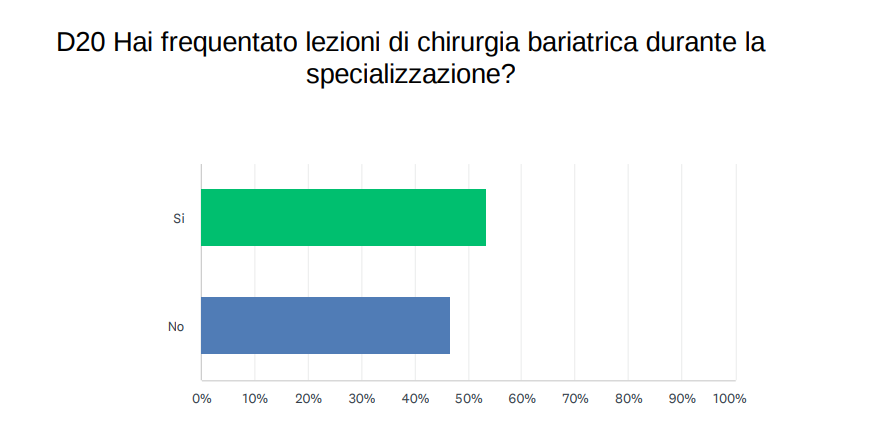 D20 Hai frequentato lezioni di chirurgia bariatrica durante la
specializzazione?
Si
No
0% 10% 20% 30% 40% 50% 60% 70% 80% 90% 100%